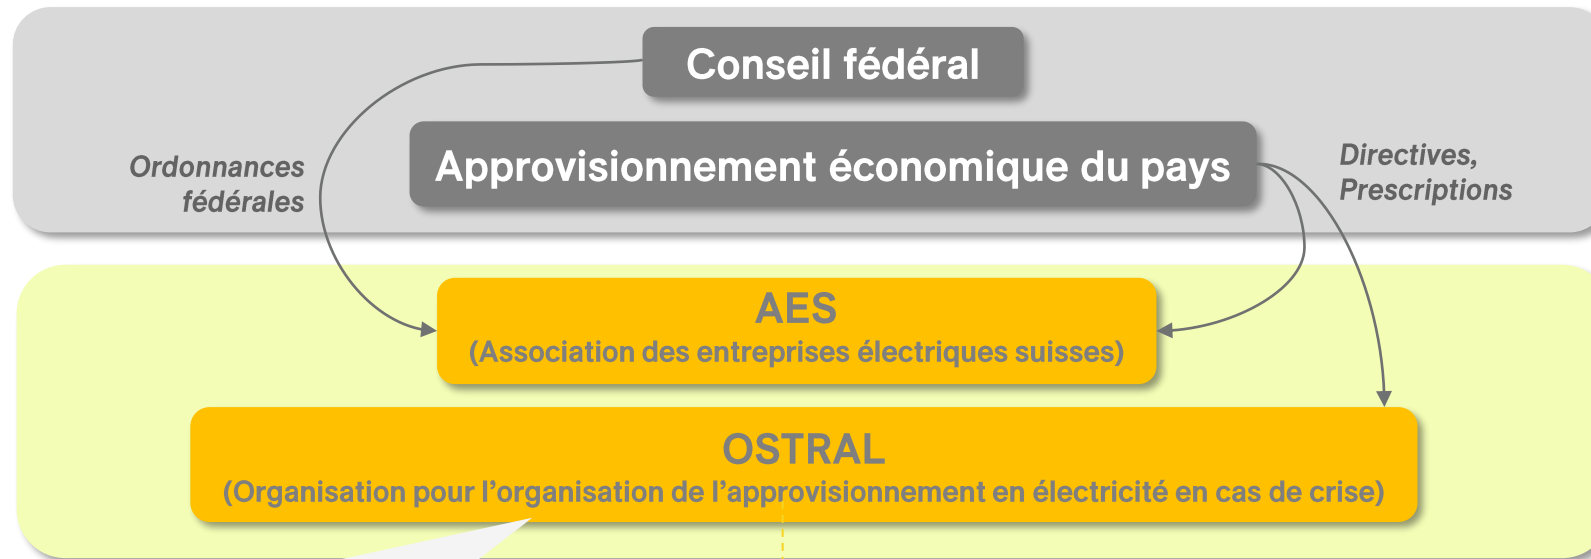 Conseil fédéral
Approvisionnement économique du pays
Ordonnances
fédérales
Directives,
Prescriptions
AES
(Association des entreprises électriques suisses)
OSTRAL
(Organisation pour l’organisation de l’approvisionnement en électricité en cas de crise)